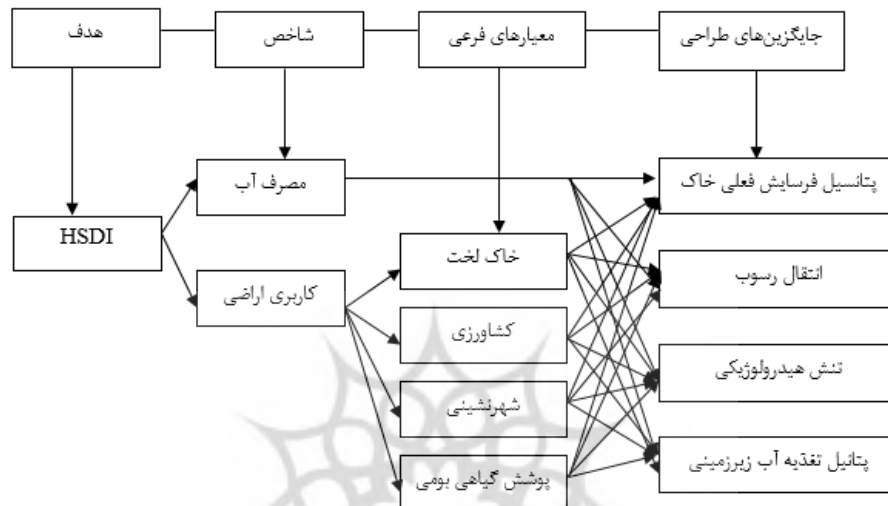 هدف
شاخص
معیارهای فرعی
جایگزین‌های طراحی
مصرف آب
پتانسیل فرسایش فعلی خاک
HSDI
خاک لخت
انتقال رسوب
کاربری اراضی
کشاورزی
تنش هیدرولوژیکی
شهرنشینی
پتانیل تغذیه آب زیرزمینی
پوشش گیاهی بومی